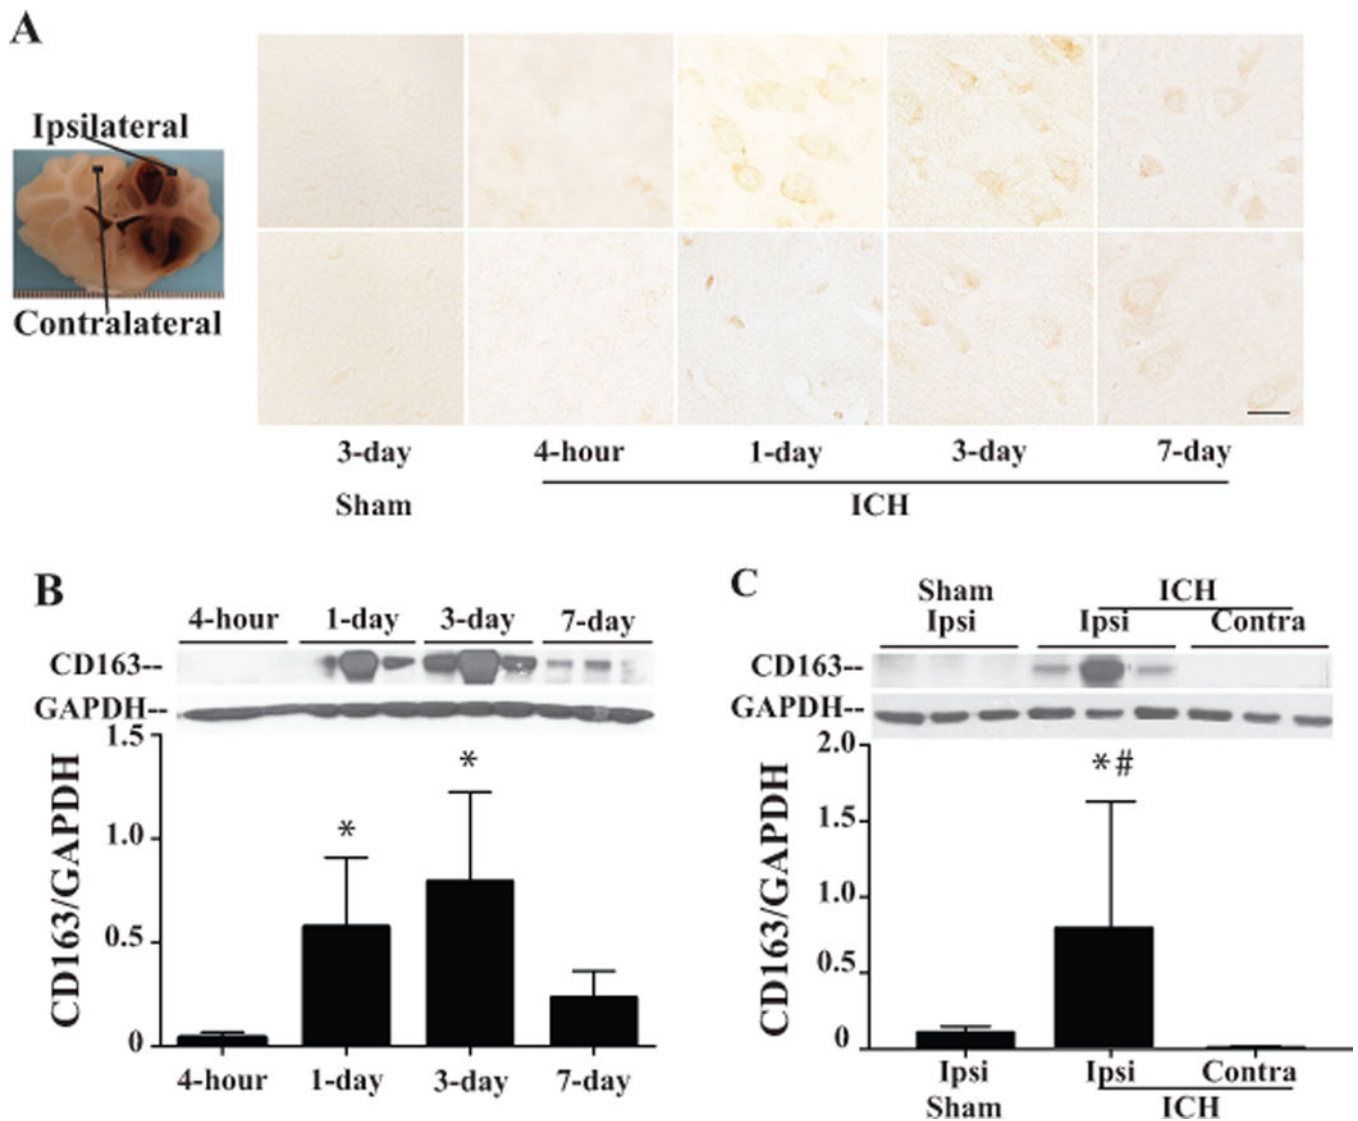 A
Ipsilateral
Contralateral
3-day 4-hour 1-day 3-day 7-day
Sham ICH
B
4-hour 1-day 3-day 7-day
CD163--
GAPDH--
CD163/GAPDH
1.5
1.0
0.5
0
4-hour 1-day 3-day 7-day
*
*
C
Sham ICH
Ipsi Ipsi Contra
CD163--
GAPDH--
CD163/GAPDH
2.0
1.5
1.0
0.5
0
*#
Ipsi Ipsi Contra
Sham ICH